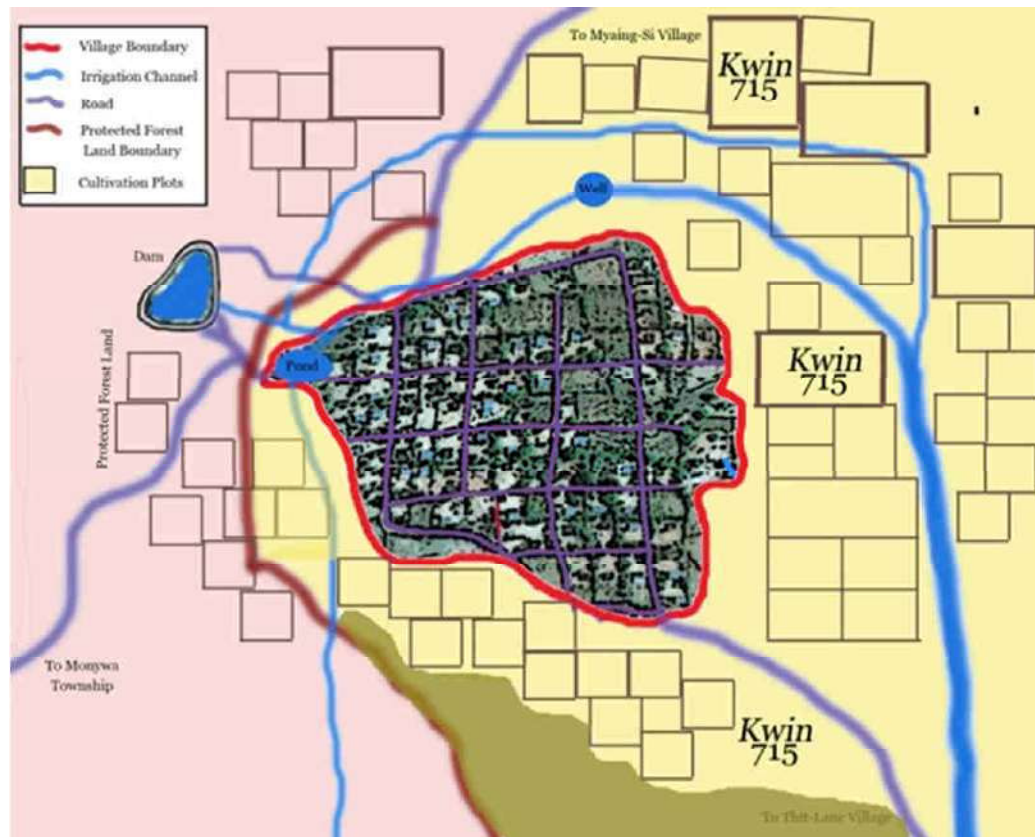 Village Boundary
Irrigation Channel
Road
Protected Forest
Land Boundary
Cultivation Plots
To Myaing-Si Village
Kwin
715
Well
Dam
Pond
Protected Forest Land
Kwin
715
To Monywa
Township
Kwin
715
To Thit-Lane Village